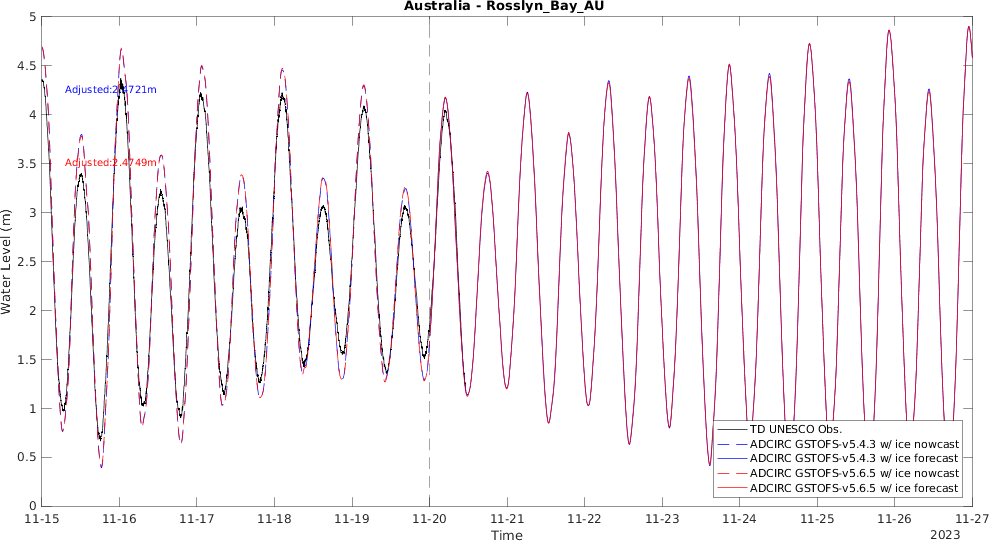 Australia - Rosslyn_Bay_AU
5
4.5
4
3.5
3
2.5
2
1.5
1
0.5
0
Water Level (m)
Adjusted:2. 721m
Adjusted:2.4749m
TD UNESCO Obs.
ADCIRC GSTOFS-v5.4.3 w/ ice nowcast
ADCIRC GSTOFS-v5.4.3 w/ ice forecast
ADCIRC GSTOFS-v5.6.5 w/ ice nowcast
ADCIRC GSTOFS-v5.6.5 w/ ice forecast
11-15 11-16 11-17 11-18 11-19 11-20 11-21 11-22 11-23 11-24 11-25 11-26 11-27
Time
2023